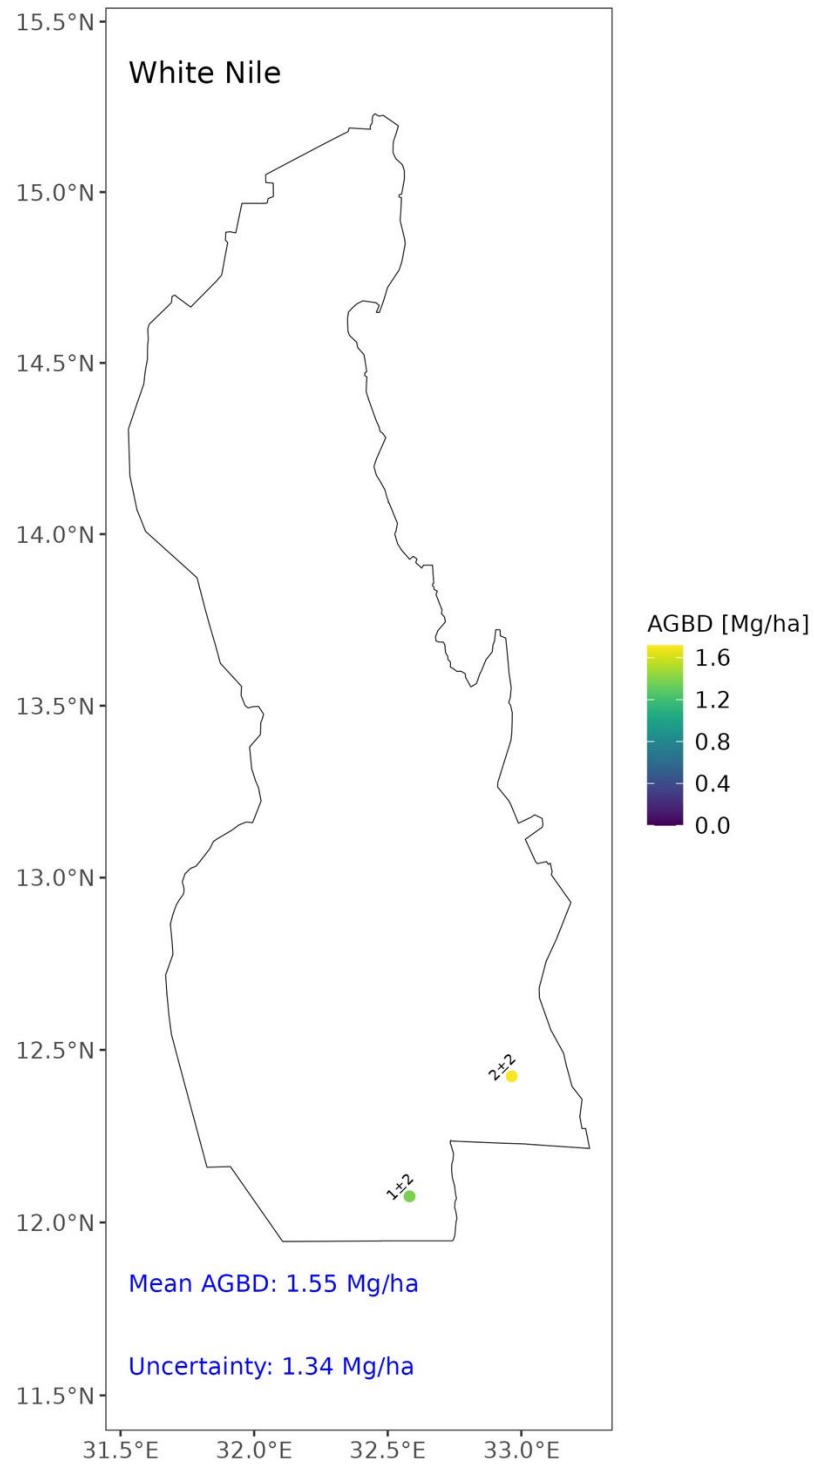 White Nile
15.5°N
15.0°N
14.5°N
14.0°N
13.5°N
13.0°N
12.5°N
12.0°N
11.5°N
2±2
1±2
Mean AGBD: 1.55 Mg/ha
Uncertainty: 1.34 Mg/ha
31.5°E
32.0°E
32.5°E
33.0°E
AGBD [Mg/ha]
1.6
1.2
0.8
0.4
0.0